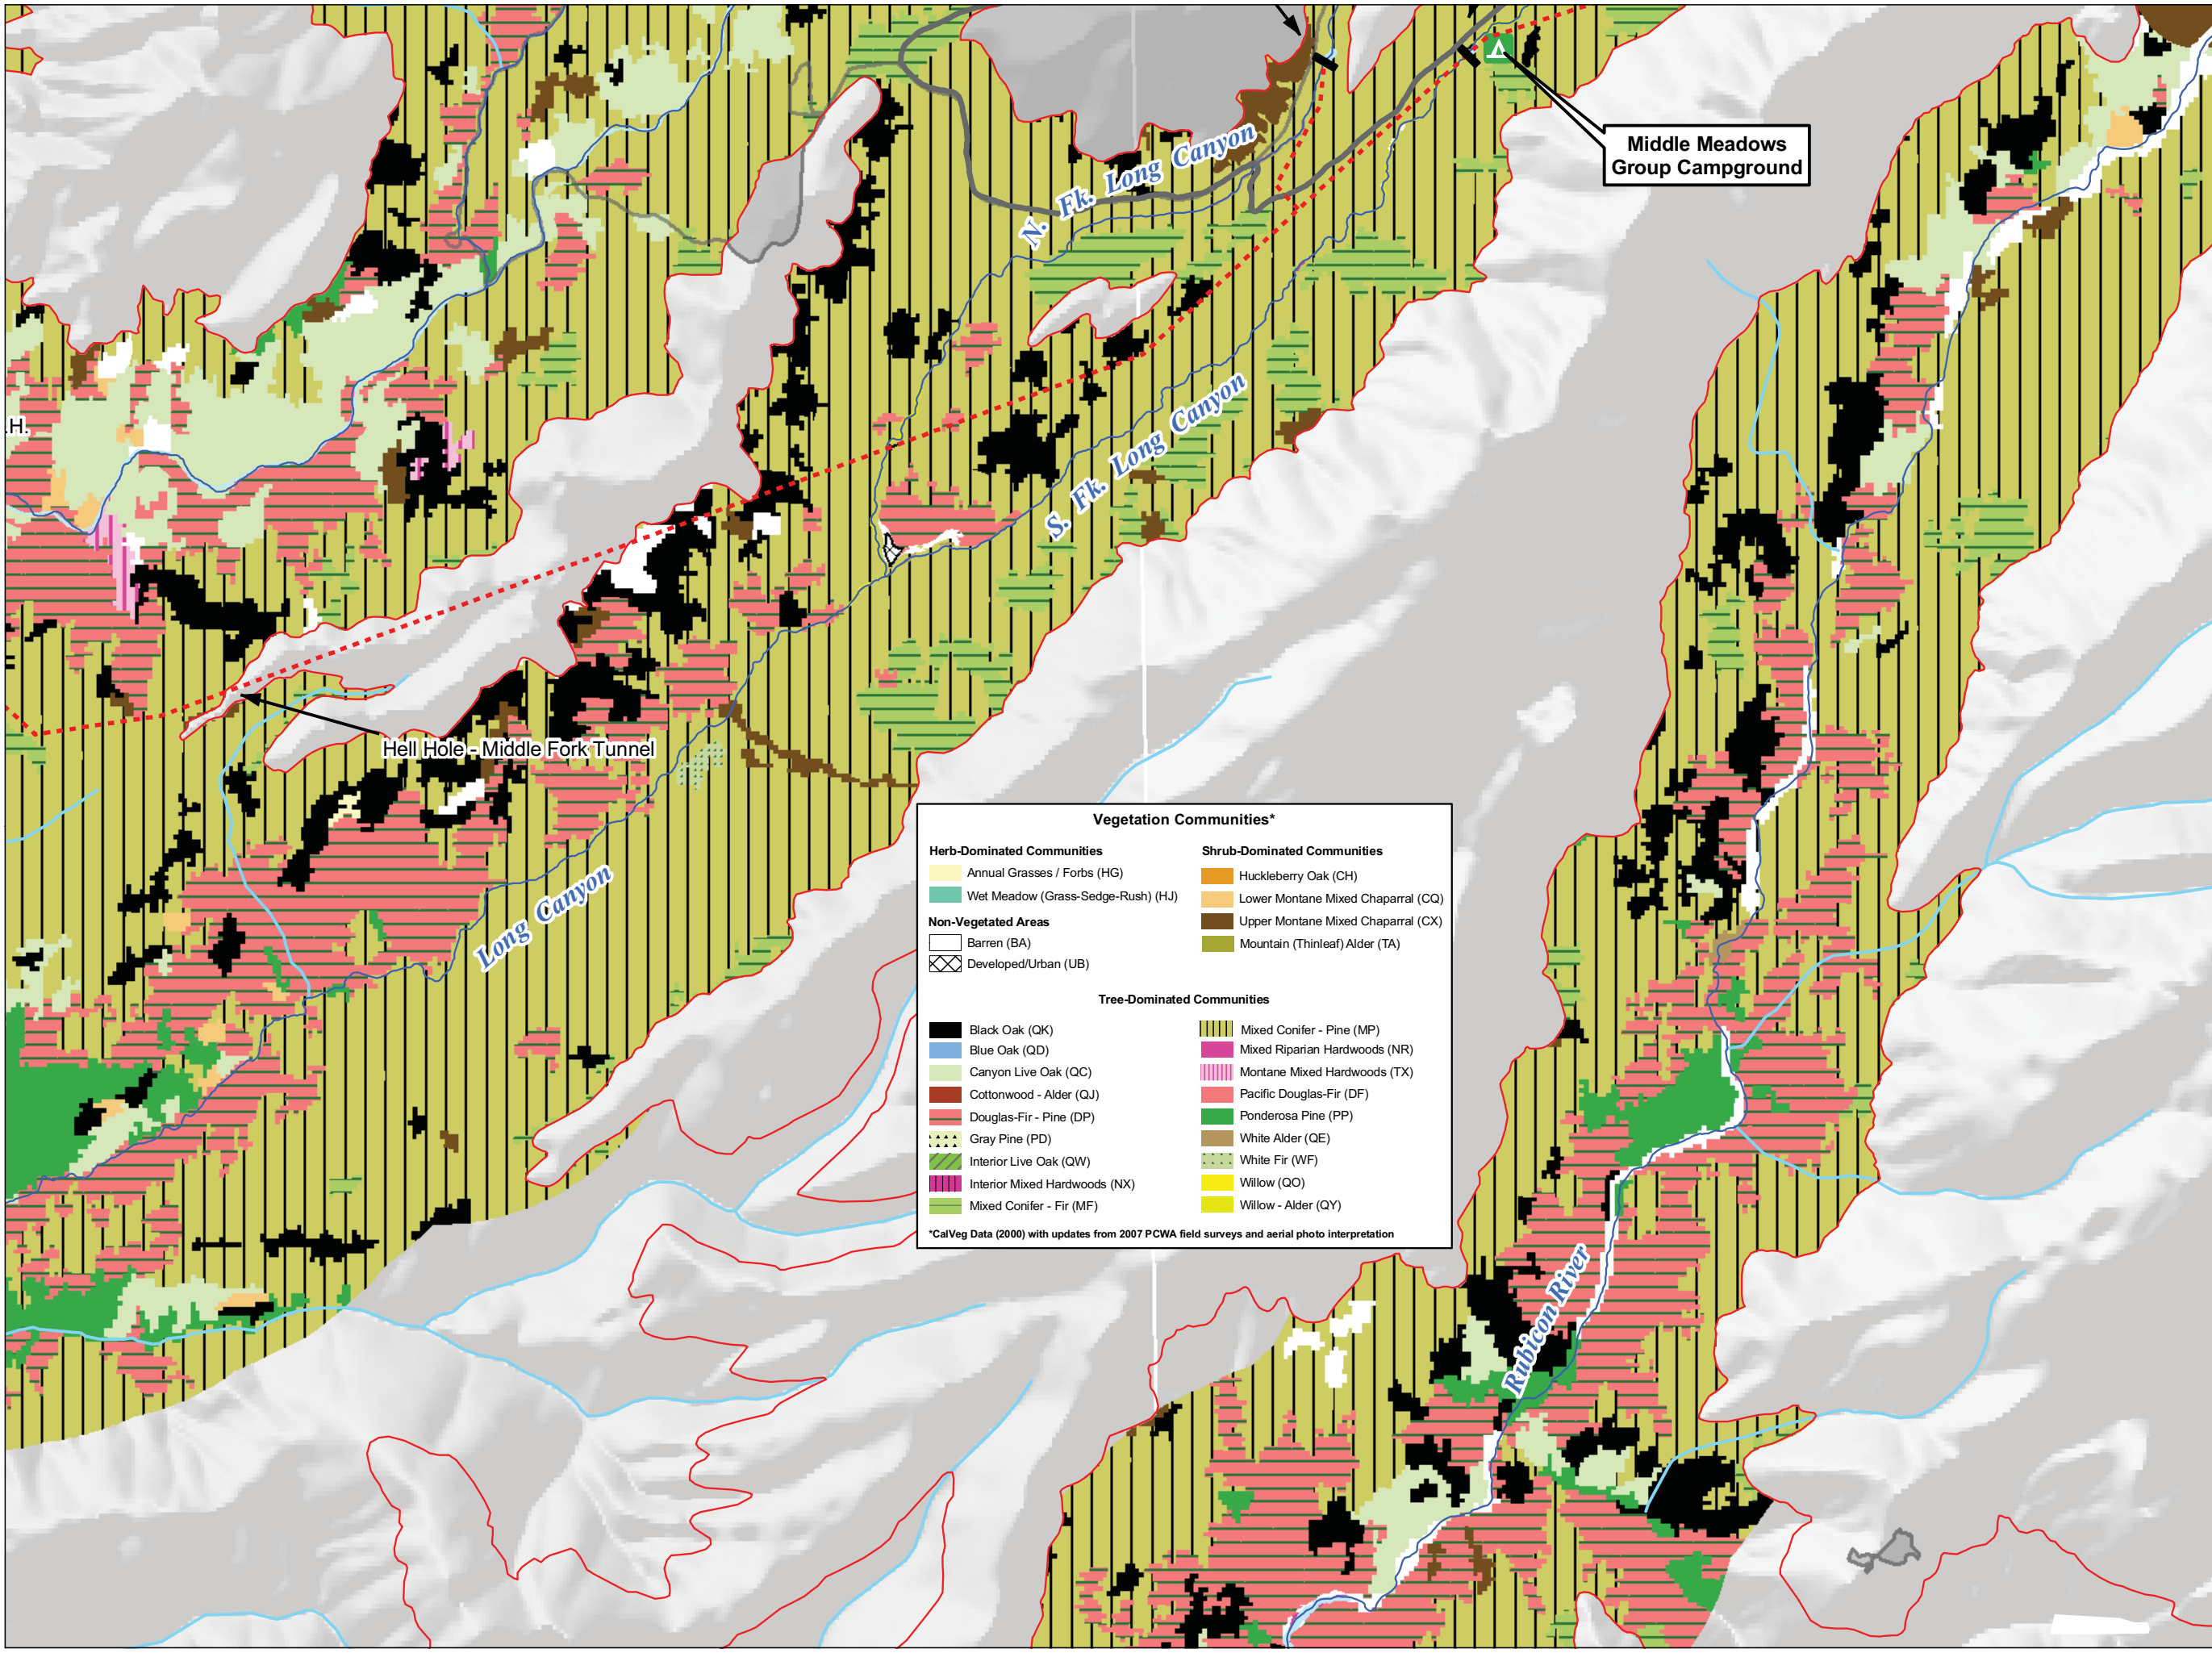 Middle Meadows
Group Campground
N. Fk. Long Canyon
.H.
S. Fk. Long Canyon
Hell Hole - Middle Fork Tunnel
Long Canyon
Rubicon River
Vegetation Communities*
Herb-Dominated Communities
Annual Grasses / Forbs (HG)
Wet Meadow (Grass-Sedge-Rush) (HJ)
Non-Vegetated Areas
Barren (BA)
Developed/Urban (UB)
Shrub-Dominated Communities
Huckleberry Oak (CH)
Lower Montane Mixed Chaparral (CQ)
Upper Montane Mixed Chaparral (CX)
Mountain (Thinleaf) Alder (TA)
Tree-Dominated Communities
Black Oak (QK)
Blue Oak (QD)
Canyon Live Oak (QC)
Cottonwood - Alder (QJ)
Douglas-Fir - Pine (DP)
Gray Pine (PD)
Interior Live Oak (QW)
Interior Mixed Hardwoods (NX)
Mixed Conifer - Fir (MF)
Mixed Conifer - Pine (MP)
Mixed Riparian Hardwoods (NR)
Montane Mixed Hardwoods (TX)
Pacific Douglas-Fir (DF)
Ponderosa Pine (PP)
White Alder (QE)
White Fir (WF)
Willow (QO)
Willow - Alder (QY)
*CalVeg Data (2000) with updates from 2007 PCWA field surveys and aerial photo interpretation